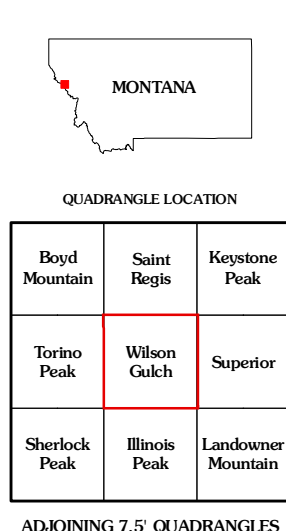 MONTANA
QUADRANGLE LOCATION
Boyd Mountain
Saint Regis
Keystone Peak
Torino Peak
Wilson Gulch
Superior
Sherlock Peak
Illinois Peak
Landowner Mountain
ADJOINING 7.5' QUADRANGLES